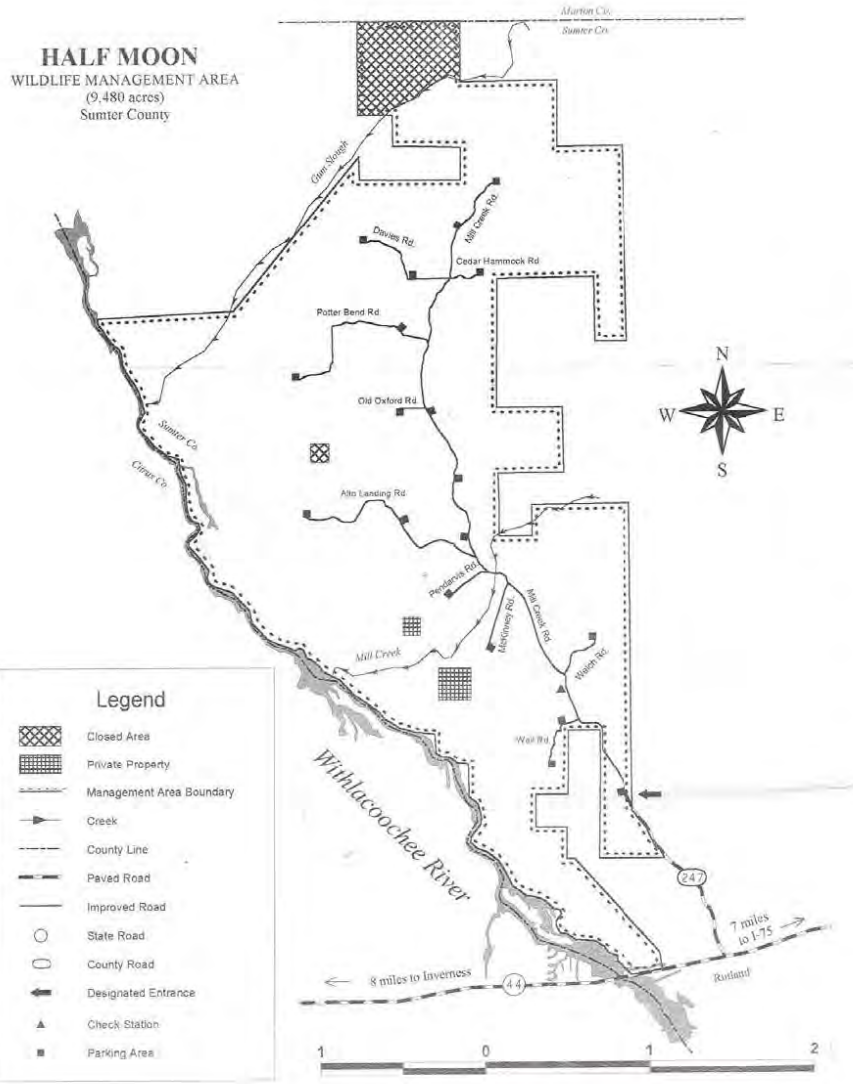 Marion Co.
Sumter Co.
HALF MOON
WILDLIFE MANAGEMENT AREA
(9,480 acres)
Sumter County
Gum Slough
Mill Creek Rd.
Davies Rd.
Cedar Hammock Rd
Potter Bend Rd
N
W
E
S
Old Oxford Rd
Sumter Co.
Citrus Co.
Alto Landing Rd
Pendarvis Rd.
McKinney Rd.
Mill Creek Rd.
Mill Creek
Welch Rd.
Wall Rd.
Withlacoochee River
247
7 miles
to I-75
8 miles to Inverness
44
Rutland
Legend
Closed Area
Private Property
Management Area Boundary
Creek
County Line
Paved Road
Improved Road
State Road
County Road
Designated Entrance
Check Station
Parking Area
1
0
1
2